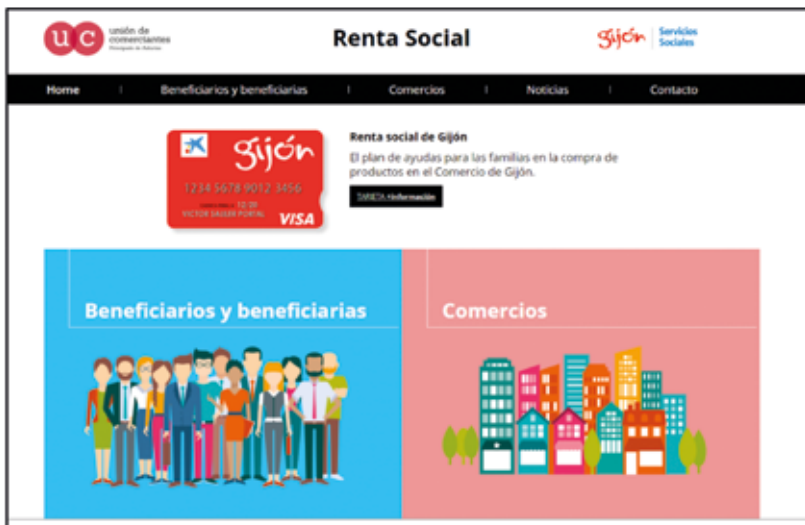 uc
unión de
comerciantes
Principado de Asturias
Renta Social
gijón
Servicios
Sociales
Home
Beneficiarios y beneficiarias
Comercios
Noticias
Contacto
gijón
1234 5678 9012 3456
12/20
VISA
Renta social de Gijón
El plan de ayudas para las familias en la compra de
productos en el Comercio de Gijón.
TARJETA +Información
Beneficiarios y beneficiarias
Comercios